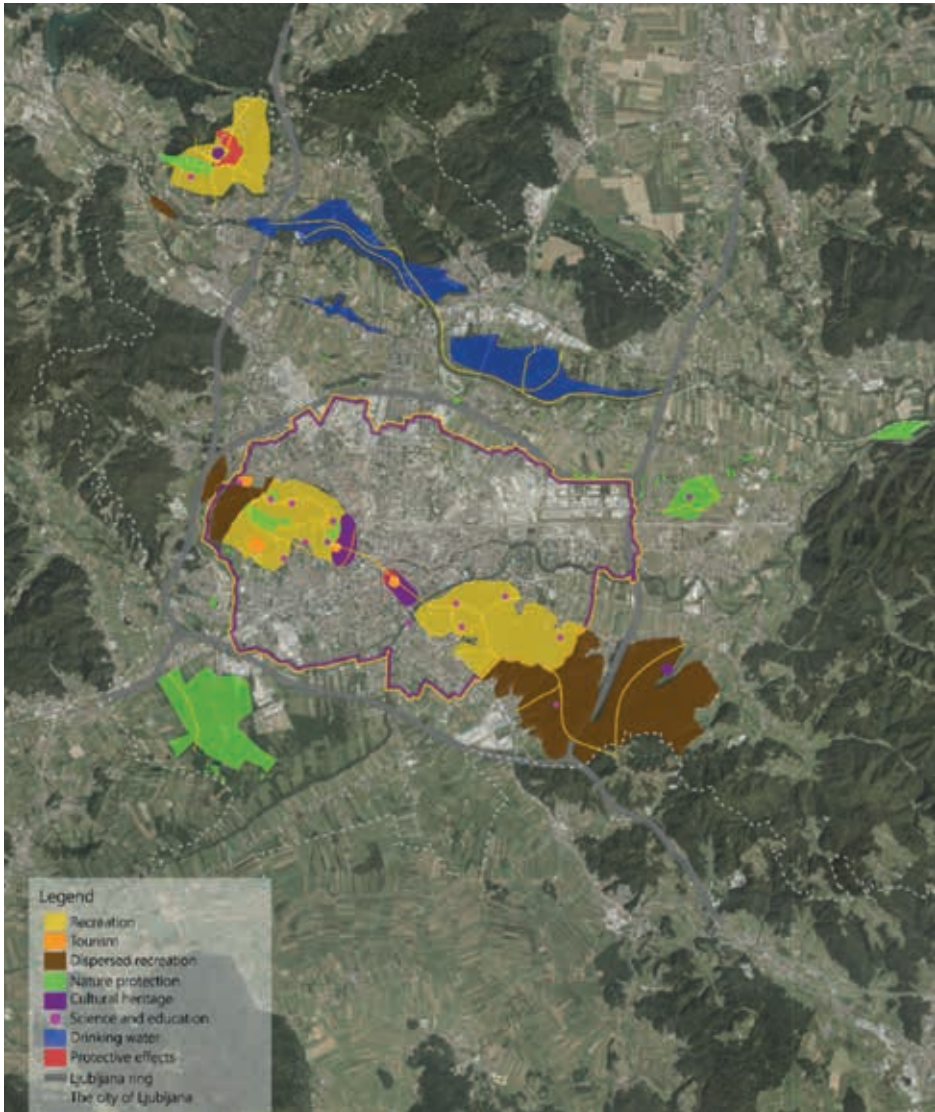 Legend
Recreation
Tourism
Dispersed recreation
Nature protection
Cultural heritage
Science and education
Drinking water
Protective effects
Ljubljana ring
The city of Ljubljana